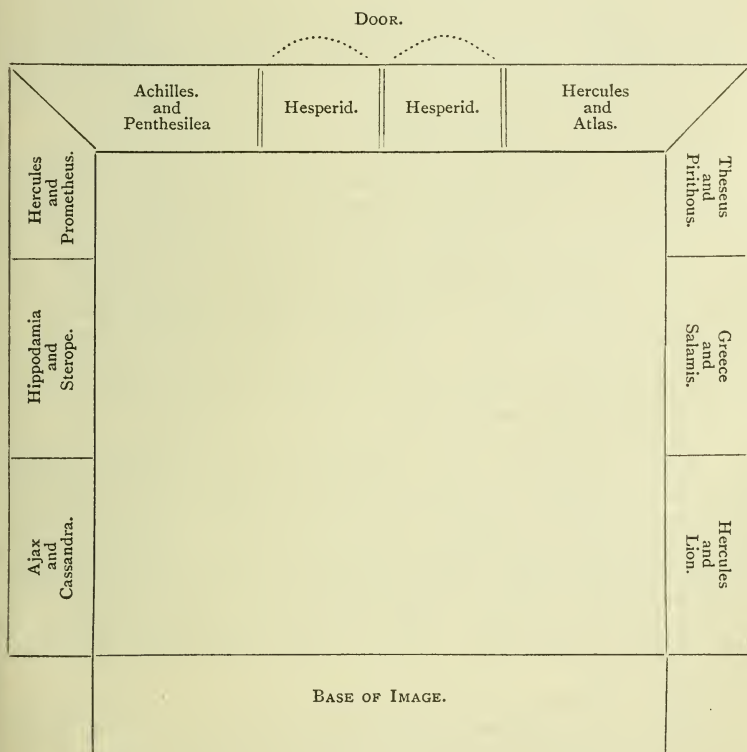 DOOR.
Achilles.
and
Penthesilea
Hesperid.
Hesperid.
Hercules
and
Atlas.
Hercules
and
Prometheus.
Theseus
and
Pirithous.
Hippodamia
and
Sterope.
Greece
and
Salamis.
Ajax
and
Cassandra.
Hercules
and
Lion.
BASE OF IMAGE.